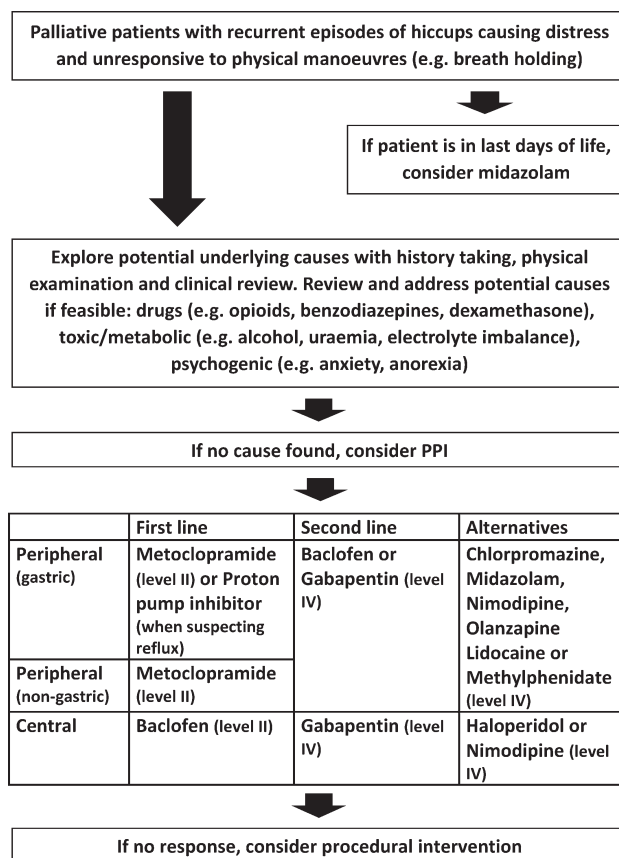 Palliative patients with recurrent episodes of hiccups causing distress
and unresponsive to physical manoeuvres (e.g. breath holding)
If patient is in last days of life,
consider midazolam
Explore potential underlying causes with history taking, physical
examination and clinical review. Review and address potential causes
if feasible: drugs (e.g. opioids, benzodiazepines, dexamethasone),
toxic/metabolic (e.g. alcohol, uraemia, electrolyte imbalance),
psychogenic (e.g. anxiety, anorexia)
If no cause found, consider PPI
First line
Second line
Alternatives
Peripheral
(gastric)
Metoclopramide
(level II) or Proton
pump inhibitor
(when suspecting
reflux)
Baclofen or
Gabapentin (level
IV)
Chlorpromazine,
Midazolam,
Nimodipine,
Olanzapine
Lidocaine or
Methylphenidate
(level IV)
Peripheral
(non-gastric)
Metoclopramide
(level II)
Central
Baclofen (level II)
Gabapentin (level
IV)
Haloperidol or
Nimodipine (level
IV)
If no response, consider procedural intervention